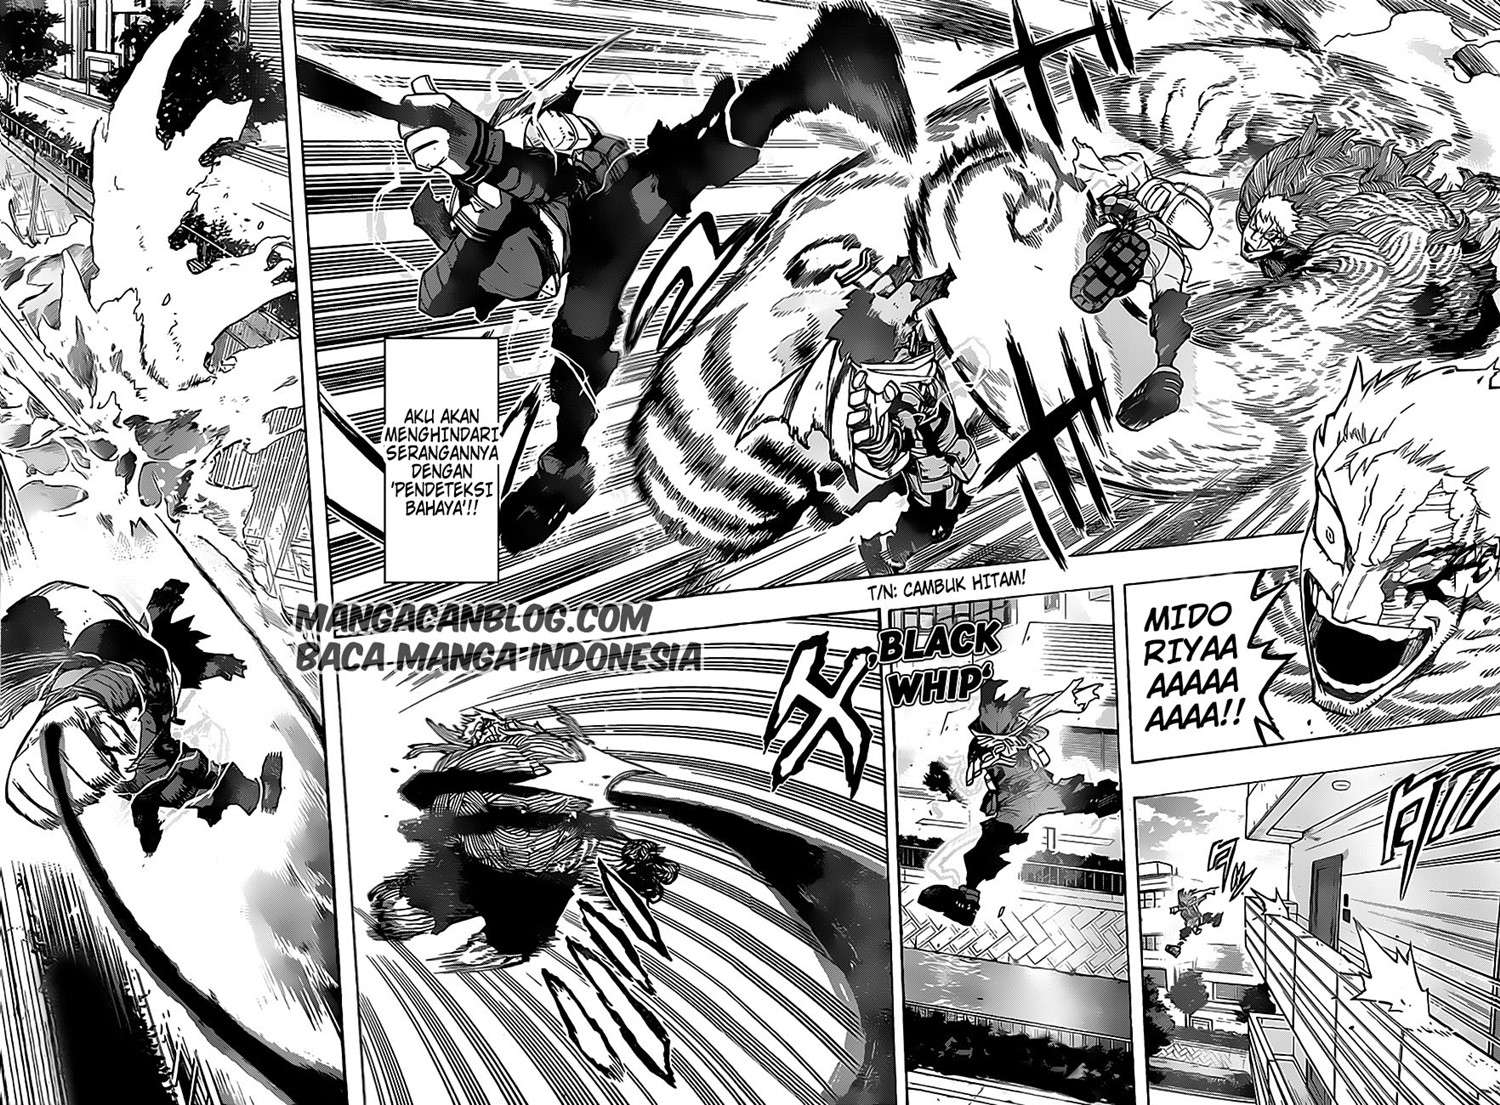 MIDO
RIYAA
AAAAA
AAAA!!
‚BLACK
WHIP‘
T/N: CAMBUK HITAM!
AKU AKAN
MENGHINDARI
SERANGANNYA
DENGAN
'PENDETEKSI
BAHAYA'!!
MANGACANBLOG.COM
BACA MANGA INDONESIA